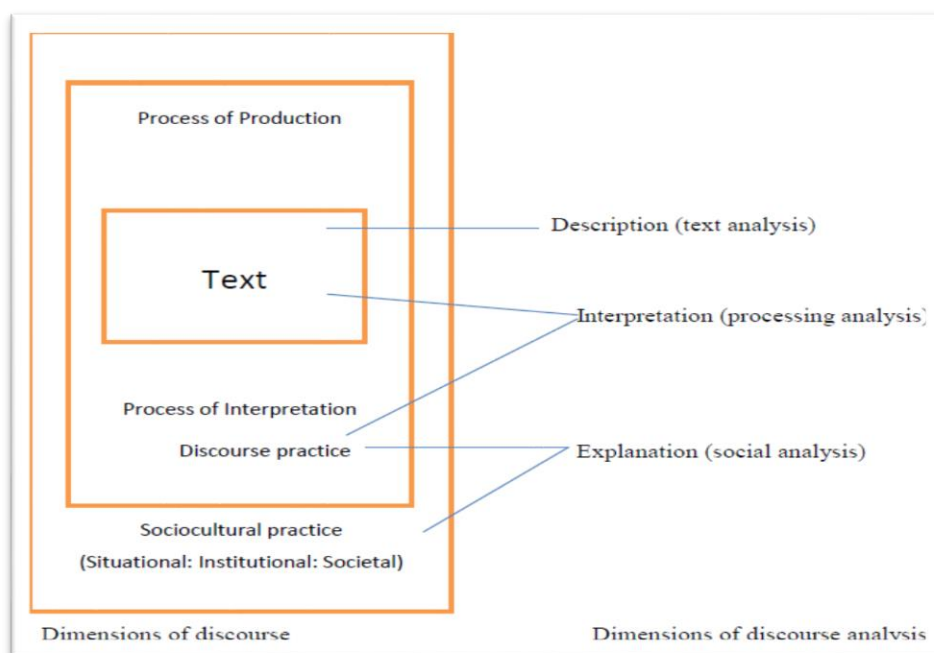 Process of Production
Description (text analysis)
Text
Interpretation (processing analysis)
Process of Interpretation
Discourse practice
Explanation (social analysis)
Sociocultural practice
(Situational: Institutional: Societal)
Dimensions of discourse
Dimensions of discourse analysis